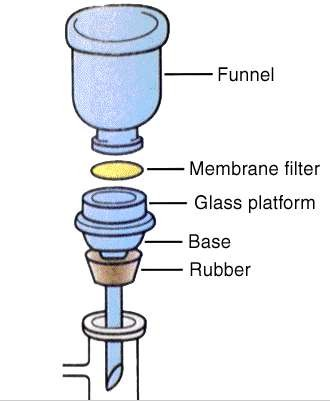 Funnel
Membrane filter
Glass platform
Base
Rubber